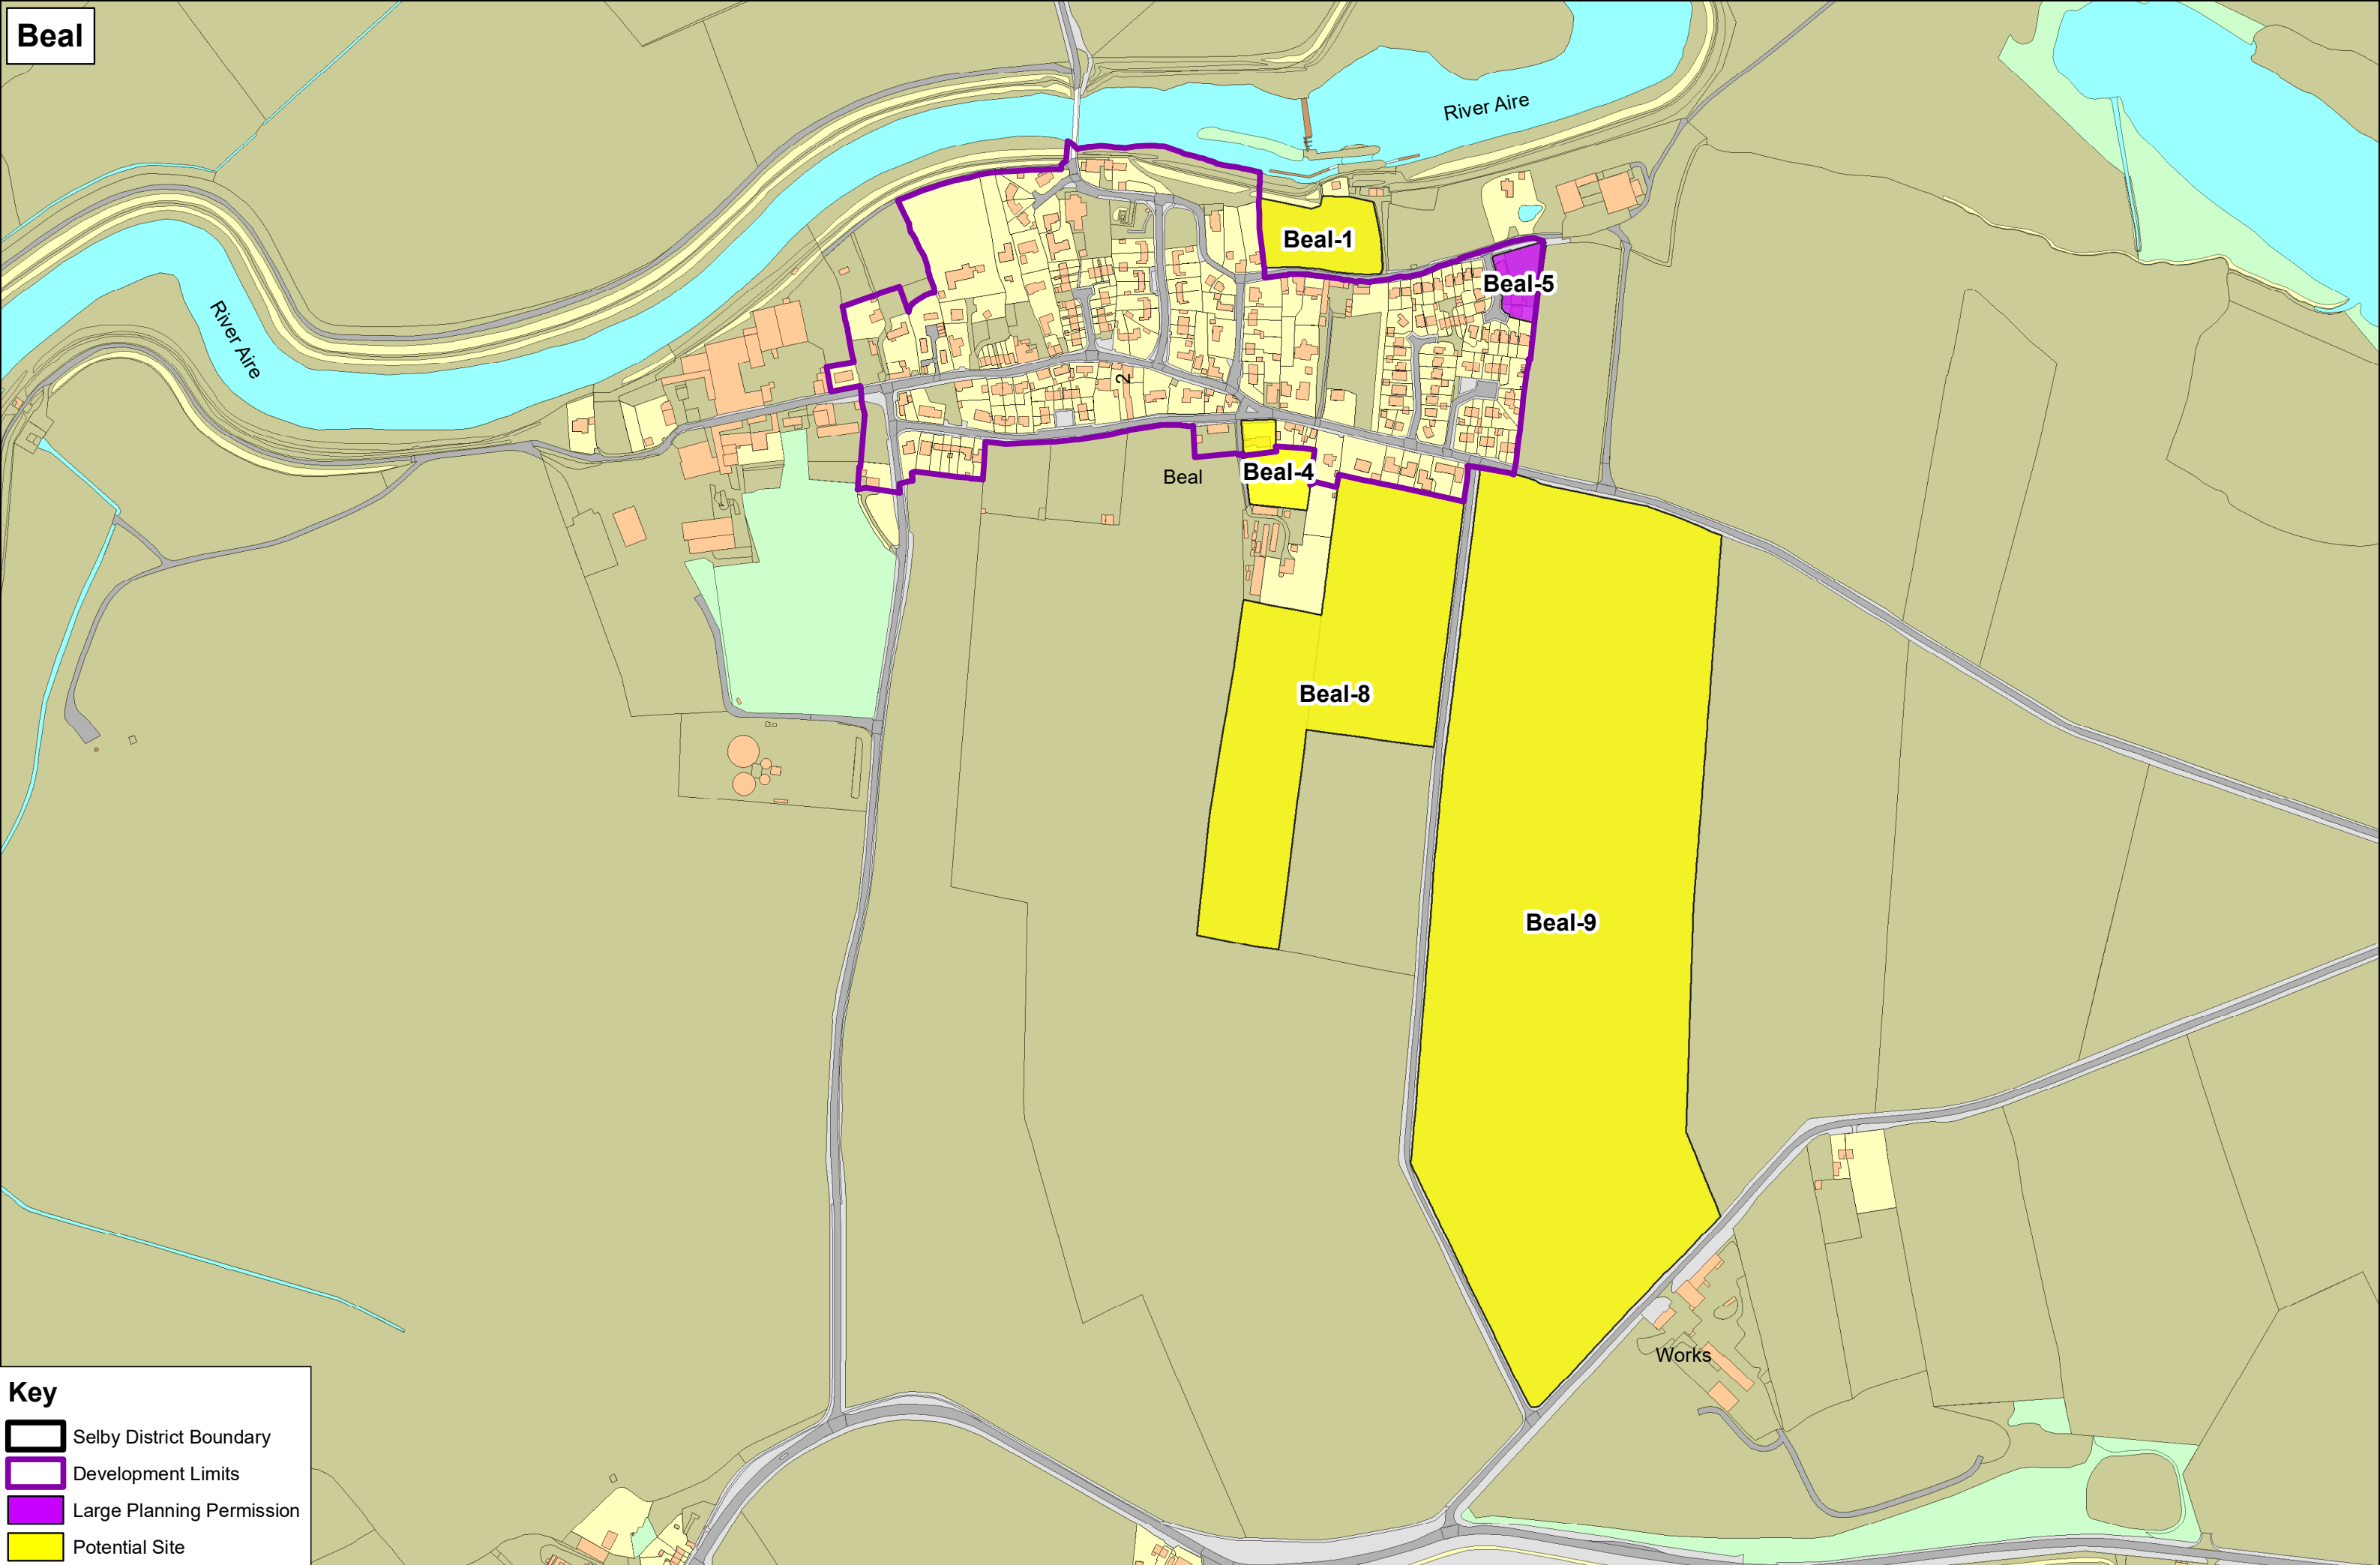 Beal
River Aire
Beal-1
Beal-5
River Aire
2
Beal
Beal-4
Beal-8
Beal-9
Works
Key
Selby District Boundary
Development Limits
Large Planning Permission
Potential Site